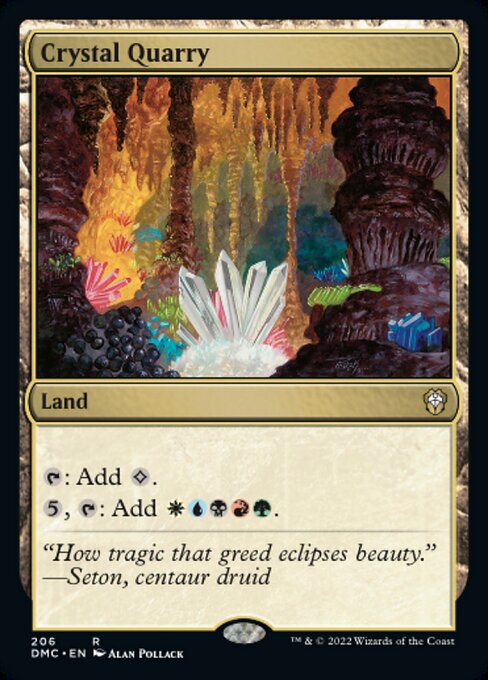 Crystal Quarry
Land
: Add .
5, : Add .
“How tragic that greed eclipses beauty.”
—Seton, centaur druid
206 R
DMC • EN ALAN POLLACK
™ & © 2022 Wizards of the Coast